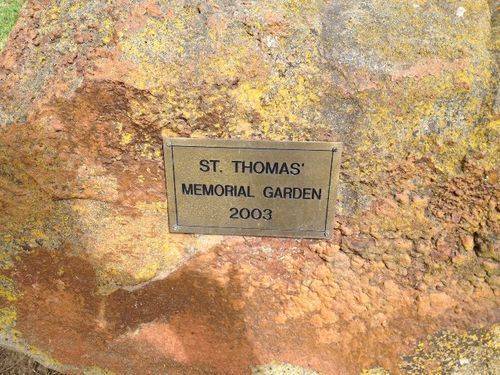 ST. THOMAS'
MEMORIAL GARDEN
2003